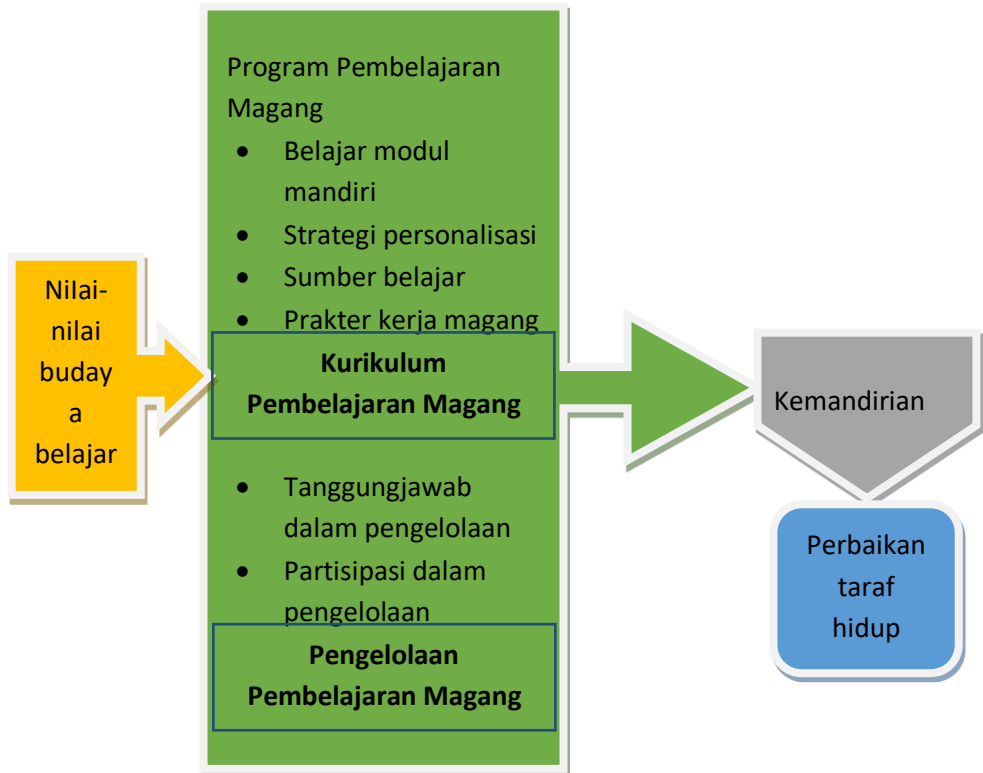 Nilai-
nilai
buday
a
belajar
Program Pembelajaran
Magang
• Belajar modul
mandiri
• Strategi personalisasi
• Sumber belajar
• Prakter kerja magang
Kurikulum
Pembelajaran Magang
• Tanggungjawab
dalam pengelolaan
• Partisipasi dalam
pengelolaan
Pengelolaan
Pembelajaran Magang
Kemandirian
Perbaikan
taraf
hidup